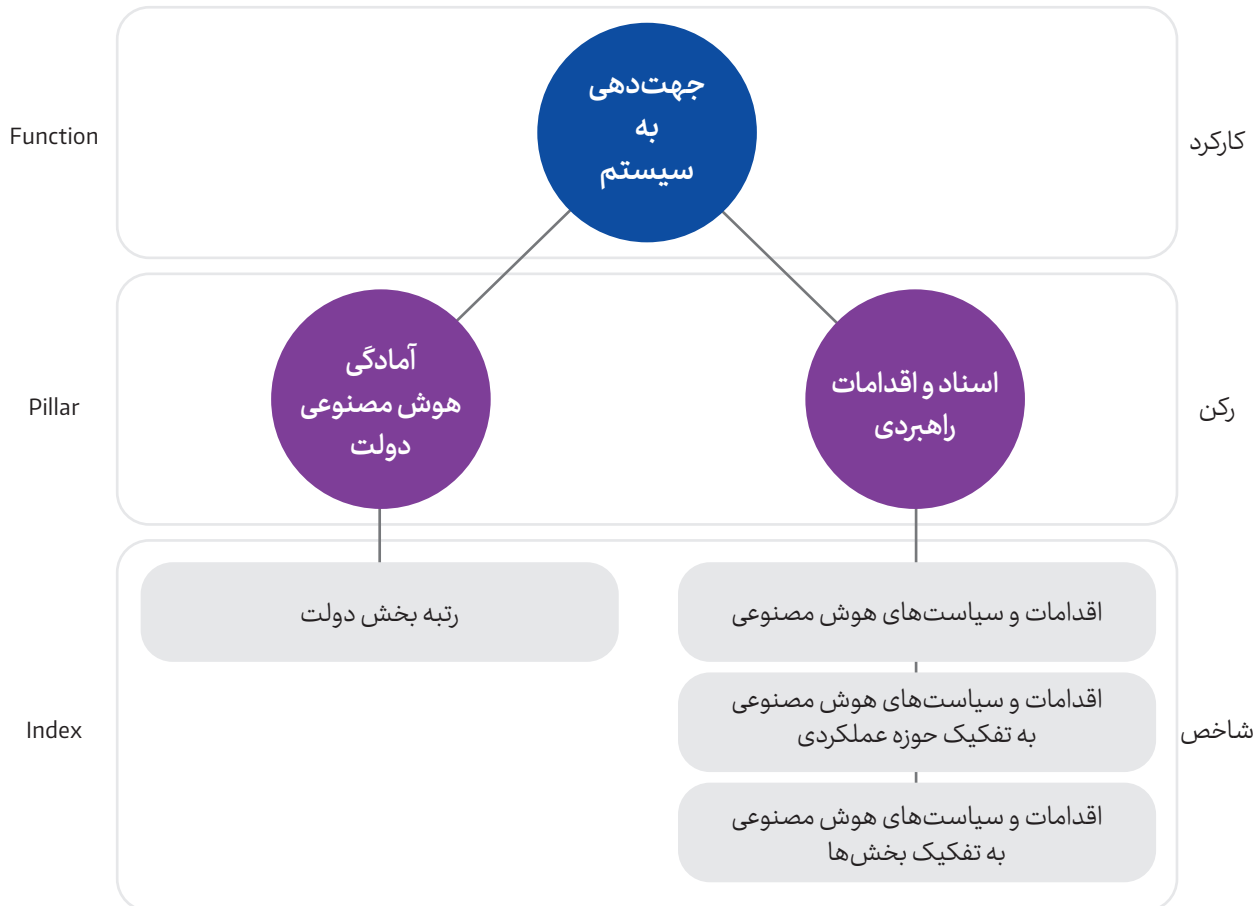 جهت‌دهی
به
سیستم
Function
کارکرد
اسناد و اقدامات
راهبردی
آمادگی
هوش مصنوعی
دولت
Pillar
رکن
اقدامات و سیاست‌های هوش مصنوعی
رتبه بخش دولت
اقدامات و سیاست‌های هوش مصنوعی
به تفکیک حوزه عملکردی
Index
شاخص
اقدامات و سیاست‌های هوش مصنوعی
به تفکیک بخش‌ها